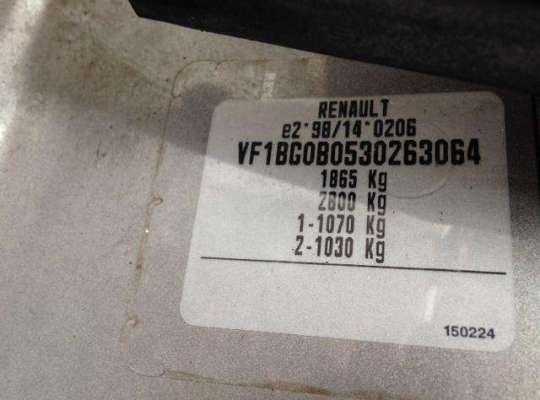 RENAULT
e2*98/14*0206
VF1BG0B0530263064
1865 Kg
2800 Kg
1-1070 Kg
2-1030 Kg
150224